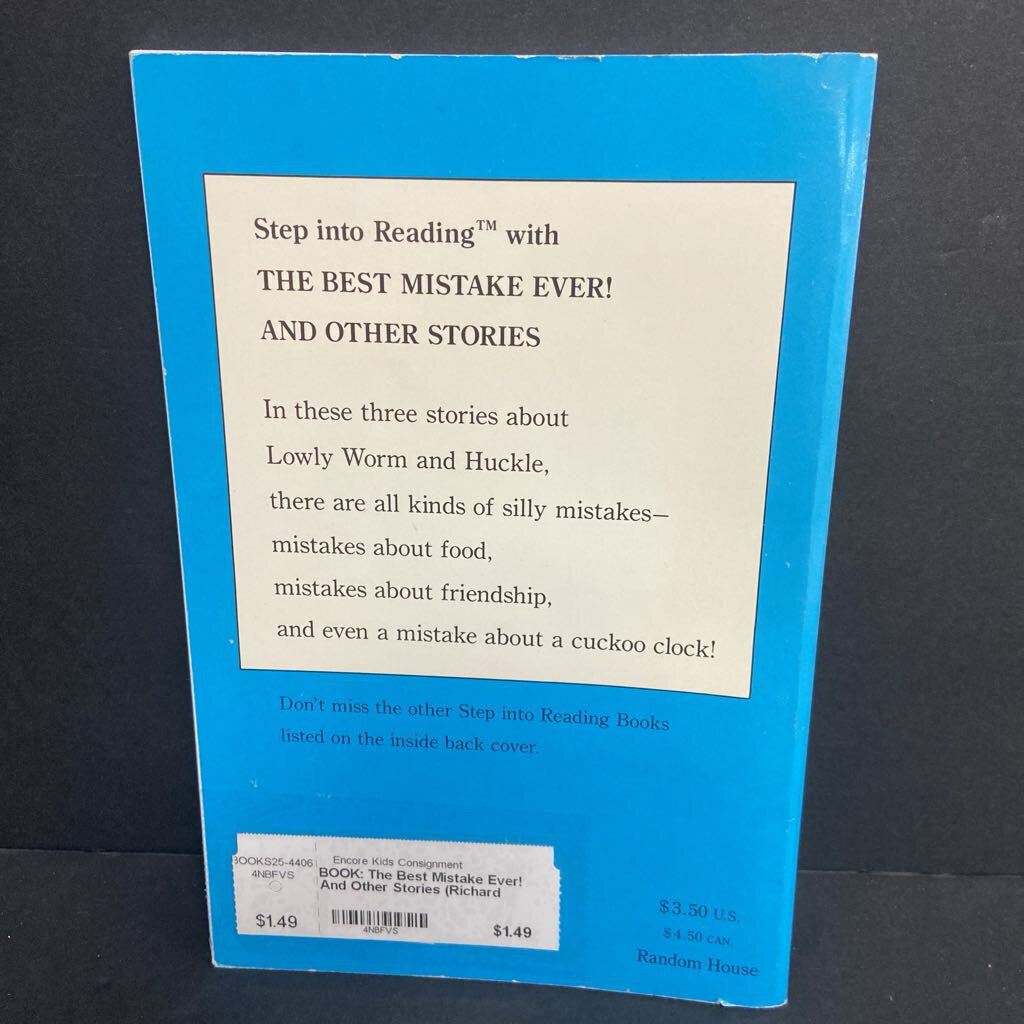 Step into Reading™ with
THE BEST MISTAKE EVER!
AND OTHER STORIES
In these three stories about
Lowly Worm and Huckle,
there are all kinds of silly mistakes—
mistakes about food,
mistakes about friendship,
and even a mistake about a cuckoo clock!
Don't miss the other Step into Reading Books
listed on the inside back cover.
BOOKS25-4406
4NBFVS
$1.49
Encore Kids Consignment
BOOK: The Best Mistake Ever!
And Other Stories (Richard
4NBFVS
$1.49
$3.50 U.S.
$4.50 CAN.
Random House